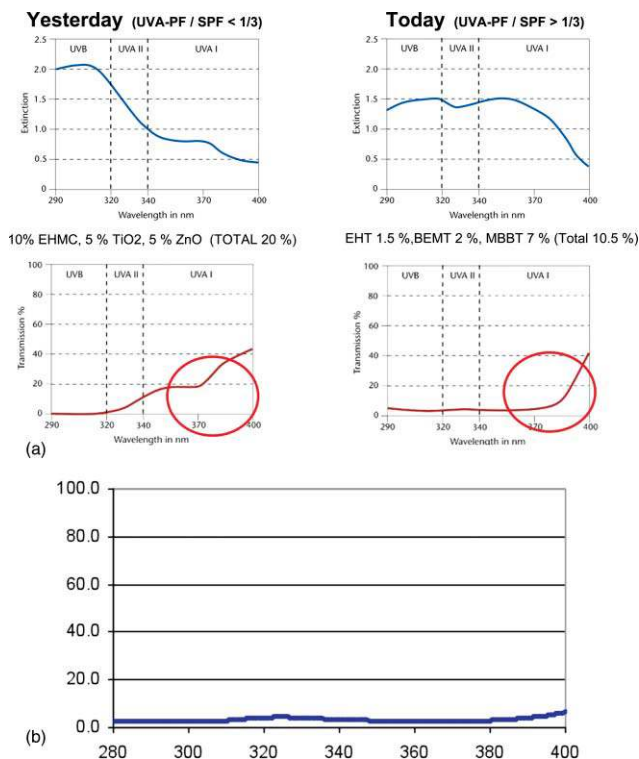 Yesterday (UVA-PF / SPF < 1/3)
Today (UVA-PF / SPF > 1/3)
2.5
2.0
1.5
1.0
0.5
0
Extinction
UVB
UVA II
UVA I
290
320
340
370
400
Wavelength in nm
2.5
2.0
1.5
1.0
0.5
0
Extinction
UVB
UVA II
UVA I
290
320
340
370
400
Wavelength in nm
10% EHMC, 5 % TiO2, 5 % ZnO (TOTAL 20 %)
EHT 1.5 %,BEMT 2 %, MBBT 7 % (Total 10.5 %)
100
80
60
40
20
0
Transmission %
UVB
UVA II
UVA I
290
320
340
370
400
Wavelength in nm
100
80
60
40
20
0
Transmission %
UVB
UVA II
UVA I
290
320
340
370
400
Wavelength in nm
(a)
100.0
80.0
60.0
40.0
20.0
0.0
280
300
320
340
360
380
400
(b)